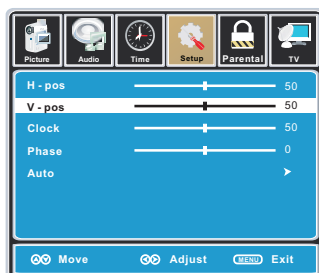 Picture Audio Time Setup Parental TV
H - pos 50
V - pos 50
Clock 50
Phase 0
Auto
Move Adjust MENU Exit